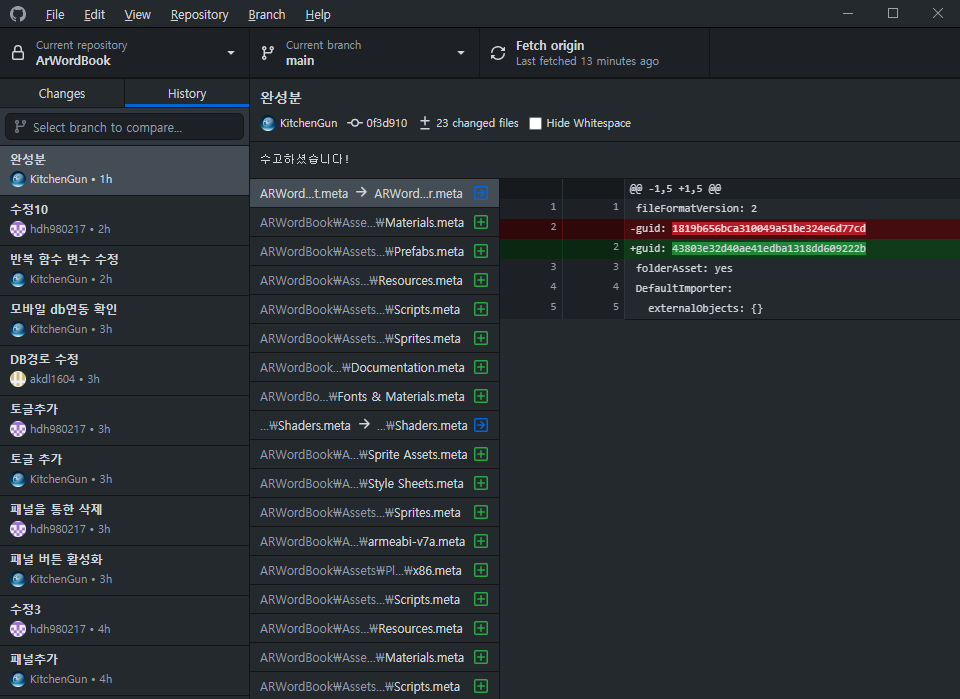 File Edit View Repository Branch Help
Current repository
ArWordBook
Current branch
main
Fetch origin
Last fetched 13 minutes ago
Changes
History
Select branch to compare...
완성분
KitchenGun • 1h
수정10
hdh980217 • 2h
반복 함수 변수 수정
KitchenGun • 2h
모바일 db연동 확인
KitchenGun • 3h
DB경로 수정
akdl1604 • 3h
토글추가
hdh980217 • 3h
토글 추가
KitchenGun • 3h
패널을 통한 삭제
hdh980217 • 3h
패널 버튼 활성화
KitchenGun • 3h
수정3
hdh980217 • 4h
패널추가
KitchenGun • 4h
완성분
KitchenGun 0f3d910 23 changed files Hide Whitespace
수고하셨습니다!
ARWord...t.meta → ARWord...r.meta
ARWordBook₩Asse...₩Materials.meta
ARWordBook₩Assets...₩Prefabs.meta
ARWordBook₩Ass...₩Resources.meta
ARWordBook₩Assets...₩Scripts.meta
ARWordBook₩Assets...₩Sprites.meta
ARWordBook...₩Documentation.meta
ARWordBo...₩Fonts & Materials.meta
...₩Shaders.meta → ...₩Shaders.meta
ARWordBook₩A...₩Sprite Assets.meta
ARWordBook₩A...₩Style Sheets.meta
ARWordBook₩Assets...₩Sprites.meta
ARWordBook₩A...₩armeabi-v7a.meta
ARWordBook₩Assets₩Pl...₩x86.meta
ARWordBook₩Assets...₩Scripts.meta
ARWordBook₩Ass...₩Resources.meta
ARWordBook₩Asse...₩Materials.meta
ARWordBook₩Assets...₩Scripts.meta
@@ -1,5 +1,5 @@
1 1 fileFormatVersion: 2
2 -guid: 1819b656bca310049a51be324e6d77cd
2 +guid: 43803e32d40ae41edba1318dd609222b
3 3 folderAsset: yes
4 4 DefaultImporter:
5 5 externalObjects: {}